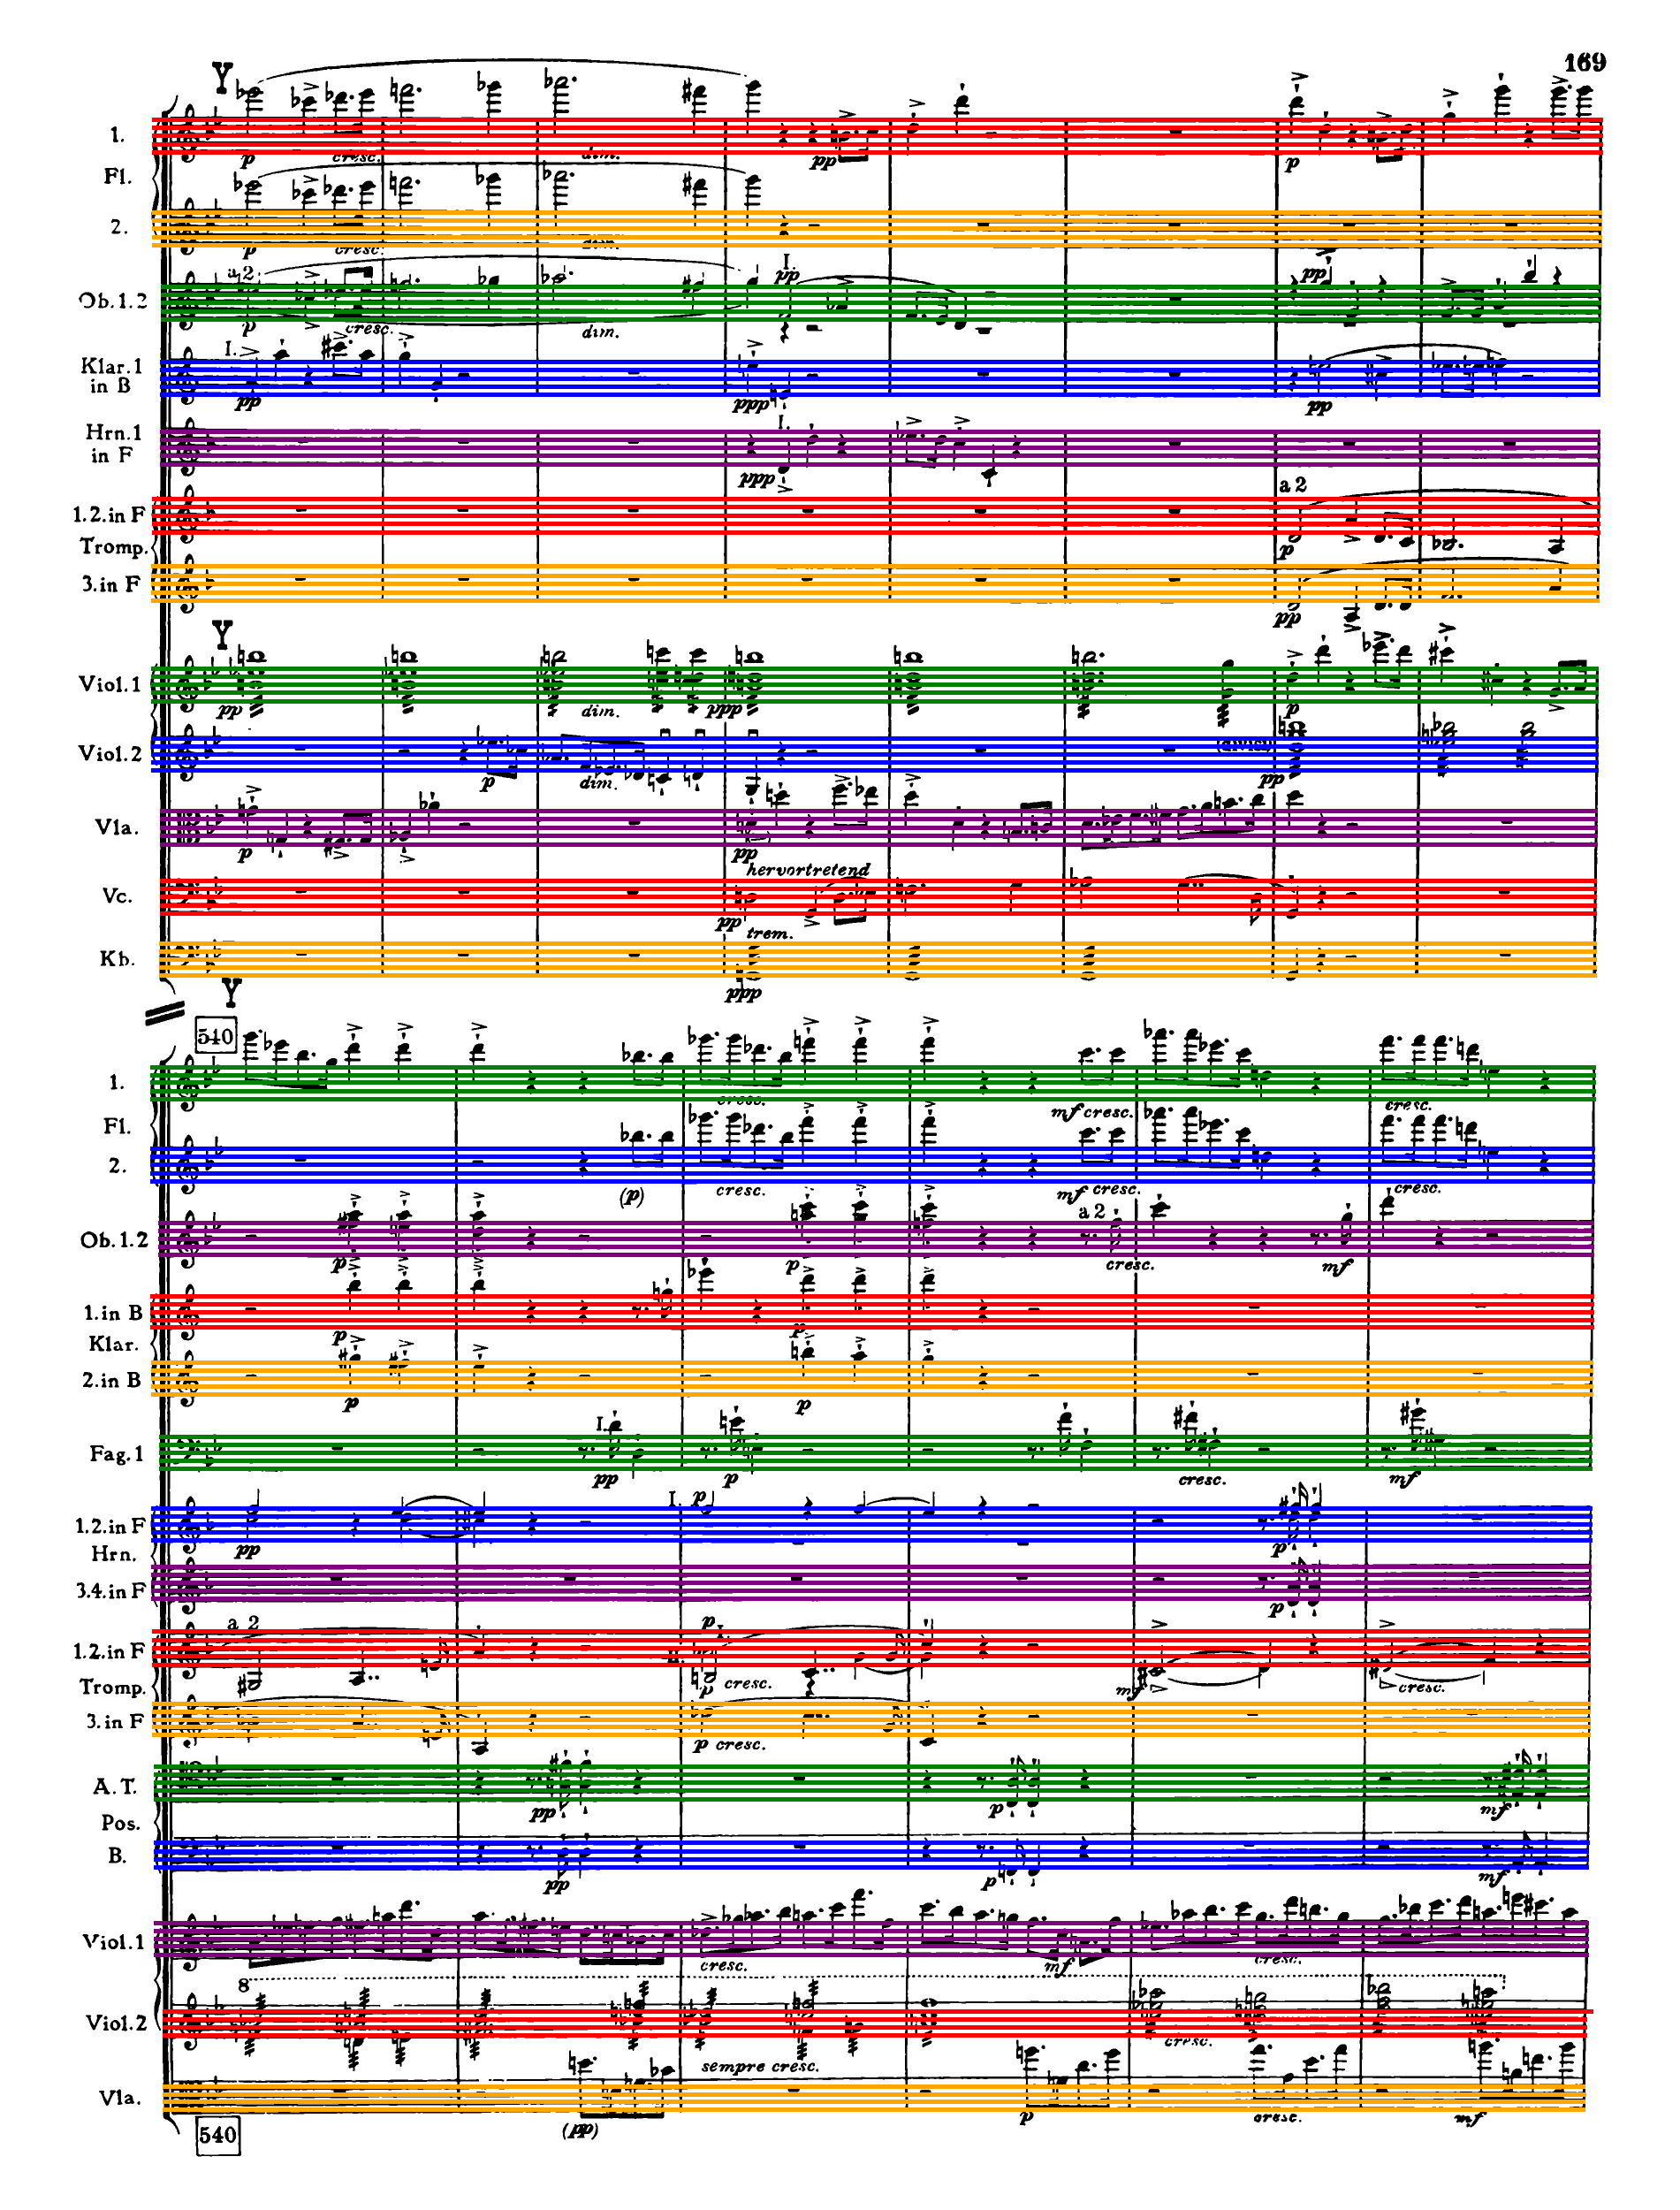 169
Y
1.
Fl.
p cresc. dim. pp p
2.
p cresc. dim.
a 2 I. pp pp
Ob.1.2
p cresc. dim.
I.
Klar.1
in B
pp ppp pp
Hrn.1
in F
I.
ppp
a 2
1.2.in F
p
Tromp.
3.in F
pp
Y
Viol.1
pp dim. ppp p
Viol.2
(divisi)
p dim. pp
Vla.
p pp
hervortretend
Vc.
pp
trem.
Kb.
ppp
Y
540
1.
cresc. mf cresc. cresc.
Fl.
2.
(p) cresc. mf cresc. cresc.
a 2
Ob.1.2
p p cresc. mf
1.in B
p p
Klar.
2.in B
p p
I.
Fag.1
pp p cresc. mf
I. p
1.2.in F
pp p
Hrn.
3.4.in F
p
a 2 p I.
1.2.in F
p cresc. mf cresc.
Tromp.
3.in F
p cresc.
A. T.
pp p mf
Pos.
B.
pp p mf
Viol.1
cresc. mf cresc.
8
Viol.2
cresc.
sempre cresc.
Vla.
(pp) p cresc. mf
540